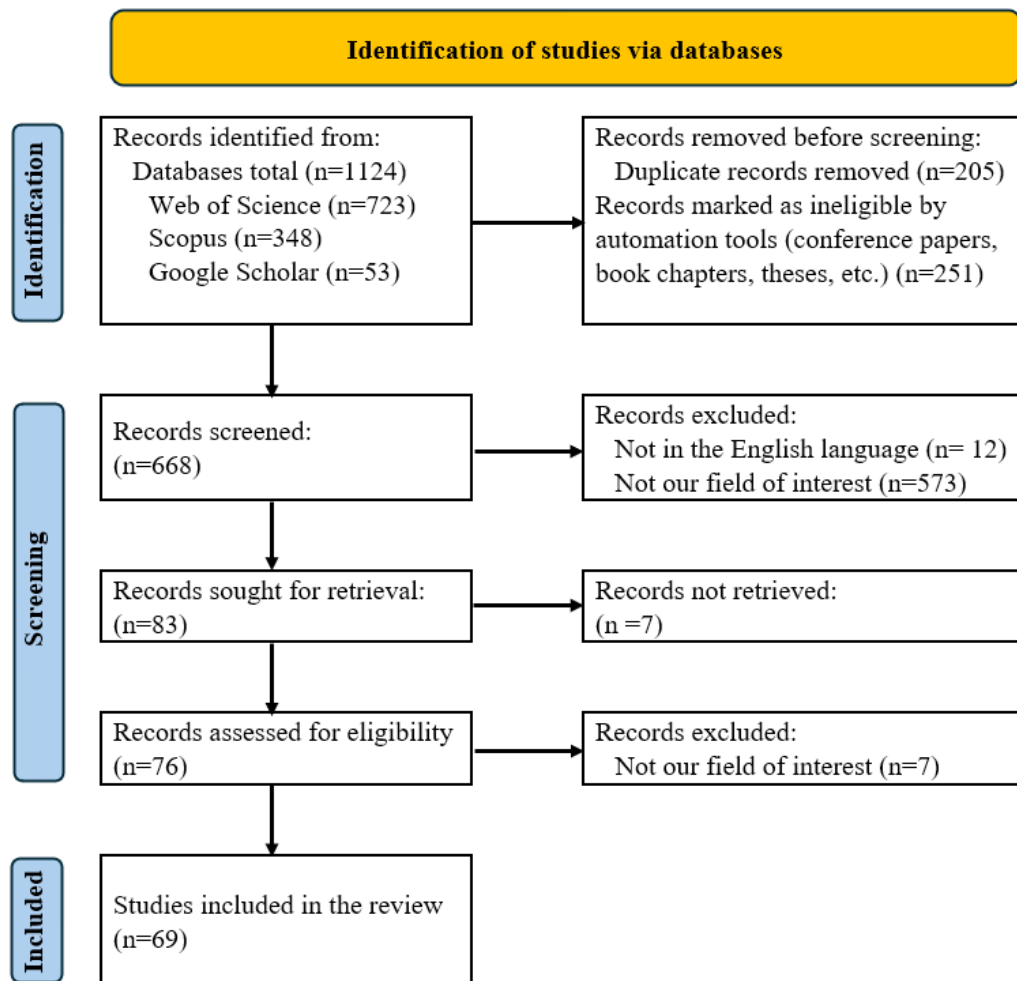 Identification of studies via databases
Identification
Records identified from:
Databases total (n=1124)
Web of Science (n=723)
Scopus (n=348)
Google Scholar (n=53)
Records removed before screening:
Duplicate records removed (n=205)
Records marked as ineligible by
automation tools (conference papers,
book chapters, theses, etc.) (n=251)
Screening
Records screened:
(n=668)
Records excluded:
Not in the English language (n= 12)
Not our field of interest (n=573)
Records sought for retrieval:
(n=83)
Records not retrieved:
(n =7)
Records assessed for eligibility
(n=76)
Records excluded:
Not our field of interest (n=7)
Included
Studies included in the review
(n=69)